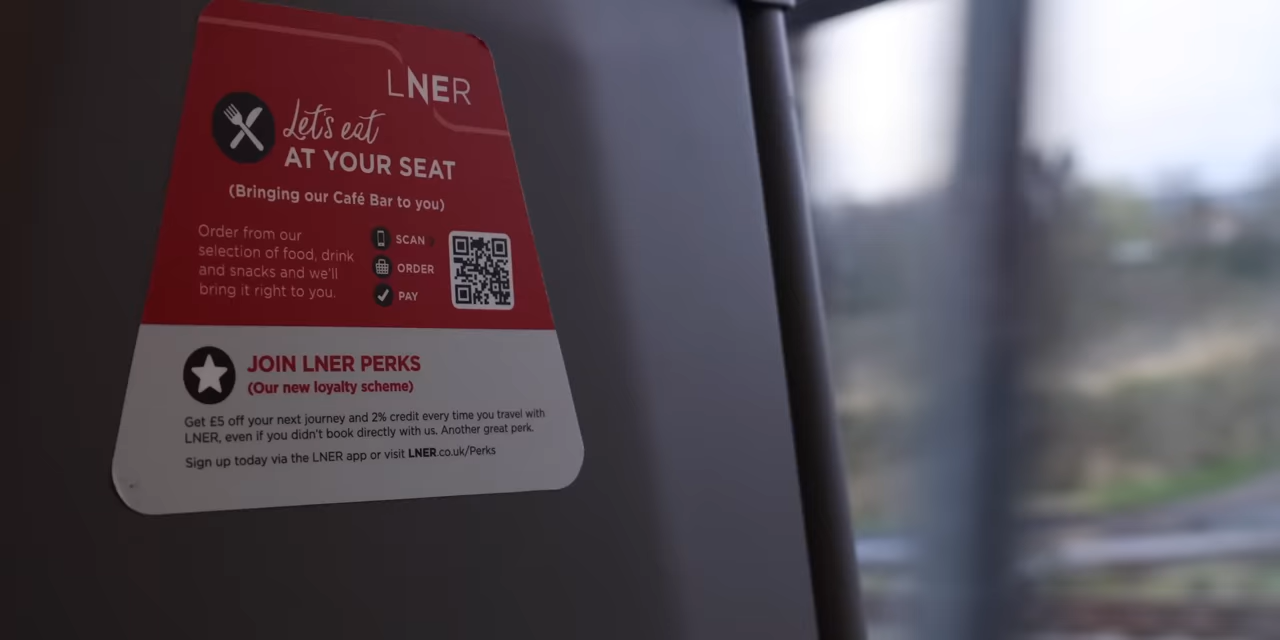 LNER
Let's eat
AT YOUR SEAT
(Bringing our Café Bar to you)
Order from our
selection of food, drink
and snacks and we'll
bring it right to you.
SCAN
ORDER
PAY
JOIN LNER PERKS
(Our new loyalty scheme)
Get £5 off your next journey and 2% credit every time you travel with
LNER, even if you didn't book directly with us. Another great perk.
Sign up today via the LNER app or visit LNER.co.uk/Perks